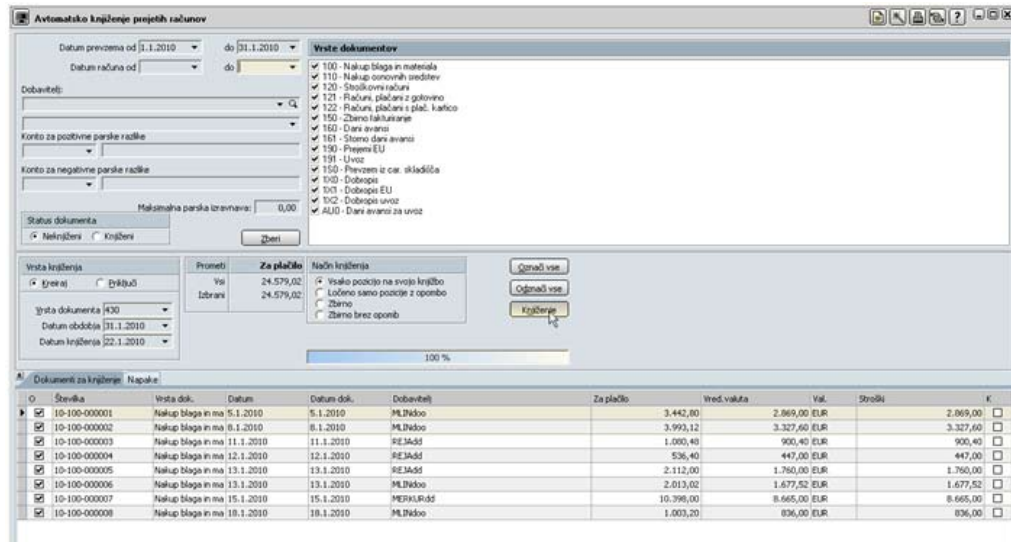 Avtomatsko knjiženje prejetih računov
Datum prevzema od 1.1.2010 do 31.1.2010
Datum računa od do
Dobavitelj:
Konto za pozitivne parske razlike
Konto za negativne parske razlike
Maksimalna parska izravnava: 0,00
Status dokumenta
Neknjiženi Knjiženi
Zberi
Vrste dokumentov
100 - Nakup blaga in materiala
110 - Nakup osnovnih sredstev
120 - Stroškovni računi
121 - Računi, plačani z gotovino
122 - Računi, plačani s plač. kartico
150 - Zbirno fakturiranje
160 - Dani avansi
161 - Storno dani avansi
190 - Prejemi EU
191 - Uvoz
1S0 - Prevzem iz car. skladišča
1X0 - Dobropis
1X1 - Dobropis EU
1X2 - Dobropis uvoz
AU0 - Dani avansi za uvoz
Vrsta knjiženja
Kreiraj Priključi
Vrsta dokumenta 430
Datum obdobja 31.1.2010
Datum knjiženja 22.1.2010
Prometi Za plačilo
Vsi 24.579,02
Izbrani 24.579,02
Način knjiženja
Vsako pozicijo na svojo knjižbo
Ločeno samo pozicije z opombo
Zbirno
Zbirno brez opomb
Označi vse
Odznači vse
Knjiženje
100 %
Dokumenti za knjiženje Napake
O Številka Vrsta dok. Datum Datum dok. Dobavitelj Za plačilo Vred.valuta Val. Stroški K
10-100-000001 Nakup blaga in ma 5.1.2010 5.1.2010 MLINdoo 3.442,80 2.869,00 EUR 2.869,00
10-100-000002 Nakup blaga in ma 8.1.2010 8.1.2010 MLINdoo 3.993,12 3.327,60 EUR 3.327,60
10-100-000003 Nakup blaga in ma 11.1.2010 11.1.2010 REJAdd 1.080,48 900,40 EUR 900,40
10-100-000004 Nakup blaga in ma 12.1.2010 12.1.2010 REJAdd 536,40 447,00 EUR 447,00
10-100-000005 Nakup blaga in ma 13.1.2010 13.1.2010 REJAdd 2.112,00 1.760,00 EUR 1.760,00
10-100-000006 Nakup blaga in ma 13.1.2010 13.1.2010 MLINdoo 2.013,02 1.677,52 EUR 1.677,52
10-100-000007 Nakup blaga in ma 15.1.2010 15.1.2010 MERKURdd 10.398,00 8.665,00 EUR 8.665,00
10-100-000008 Nakup blaga in ma 18.1.2010 18.1.2010 MLINdoo 1.003,20 836,00 EUR 836,00